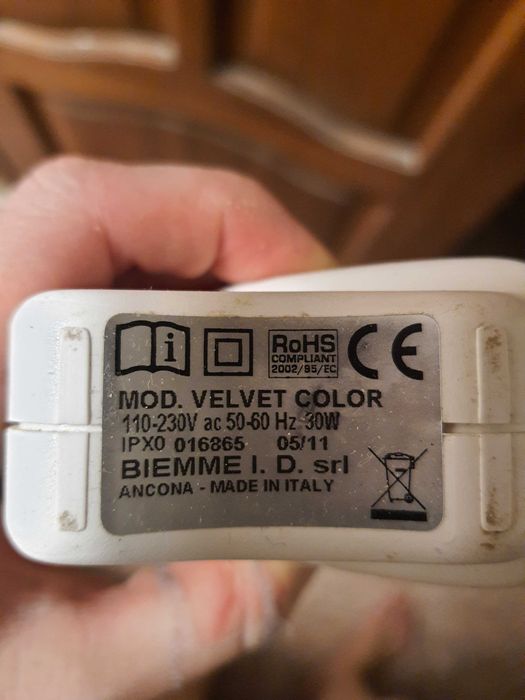 i
RoHS
COMPLIANT
2002/95/EC
CE
MOD. VELVET COLOR
110-230V ac 50-60 Hz 30W
IPX0 016865 05/11
BIEMME I. D. srl
ANCONA - MADE IN ITALY